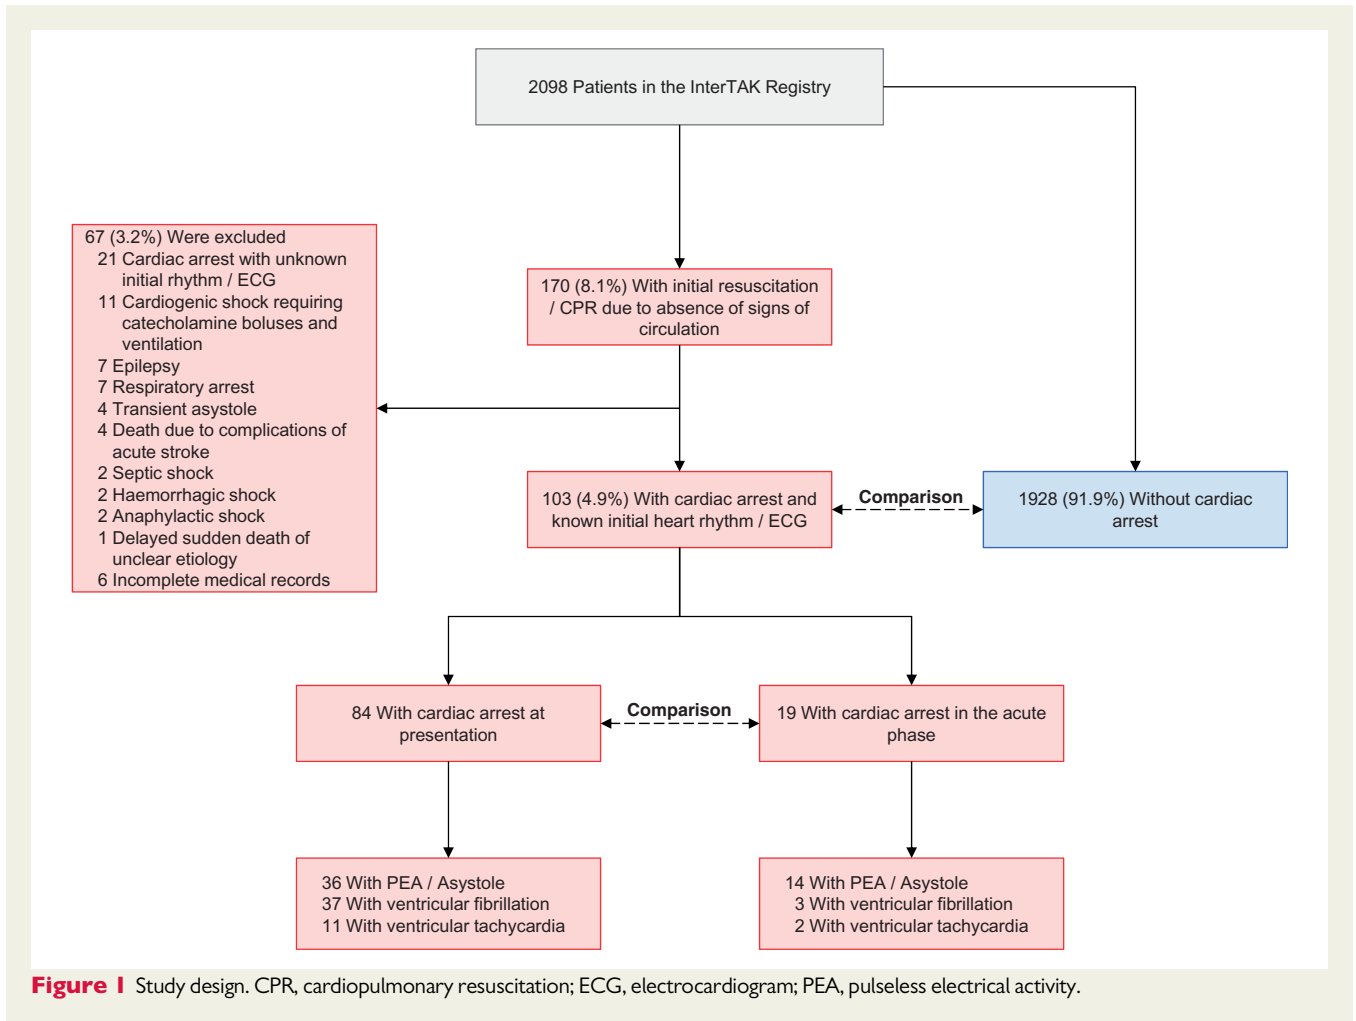 2098 Patients in the InterTAK Registry
67 (3.2%) Were excluded
21 Cardiac arrest with unknown
initial rhythm / ECG
11 Cardiogenic shock requiring
catecholamine boluses and
ventilation
7 Epilepsy
7 Respiratory arrest
4 Transient asystole
4 Death due to complications of
acute stroke
2 Septic shock
2 Haemorrhagic shock
2 Anaphylactic shock
1 Delayed sudden death of
unclear etiology
6 Incomplete medical records
170 (8.1%) With initial resuscitation
/ CPR due to absence of signs of
circulation
103 (4.9%) With cardiac arrest and
known initial heart rhythm / ECG
Comparison
1928 (91.9%) Without cardiac
arrest
84 With cardiac arrest at
presentation
Comparison
19 With cardiac arrest in the acute
phase
36 With PEA / Asystole
37 With ventricular fibrillation
11 With ventricular tachycardia
14 With PEA / Asystole
3 With ventricular fibrillation
2 With ventricular tachycardia
Figure 1 Study design. CPR, cardiopulmonary resuscitation; ECG, electrocardiogram; PEA, pulseless electrical activity.